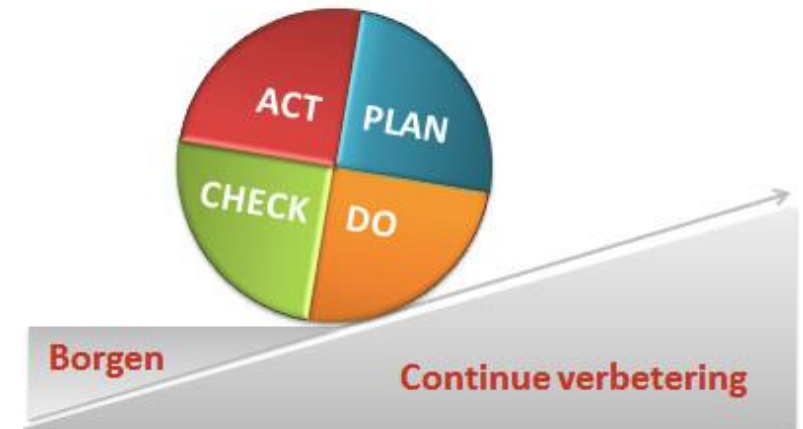 ACT
PLAN
CHECK
DO
Borgen
Continue verbetering